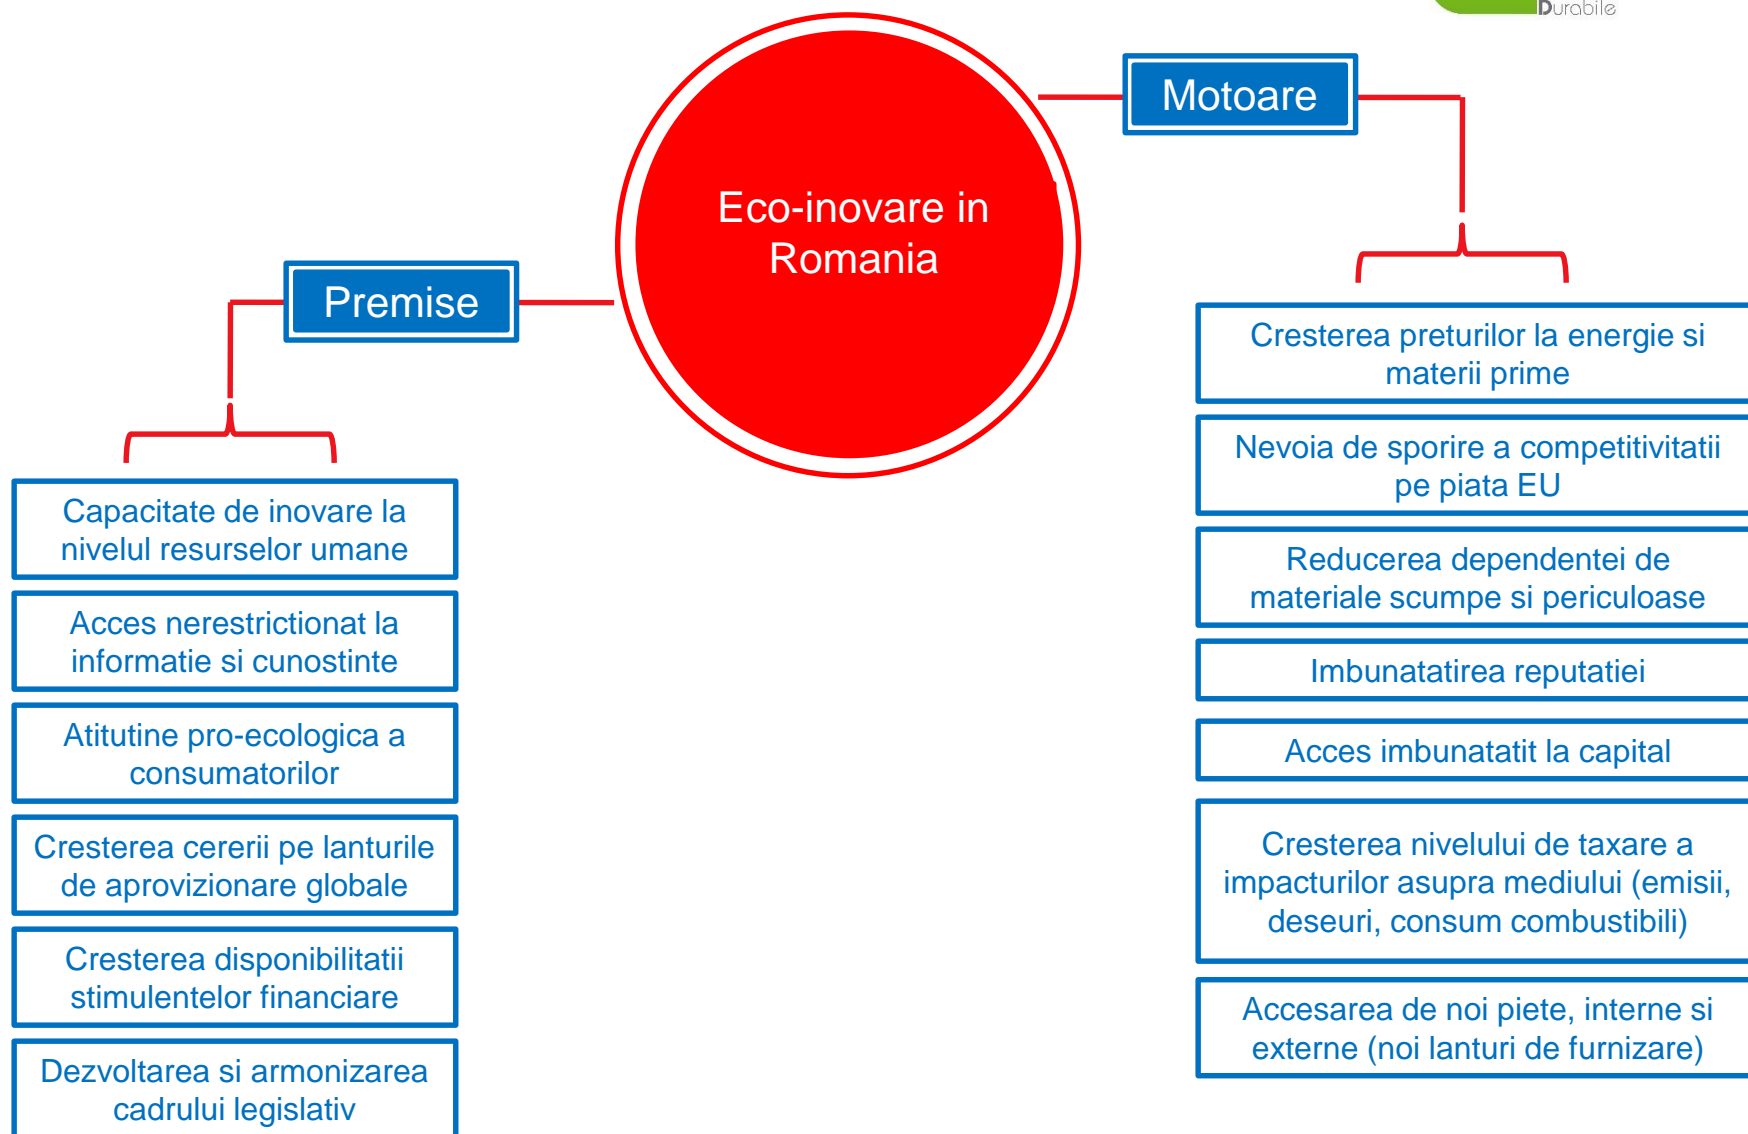 Durabile
Motoare
Eco-inovare in
Romania
Premise
Cresterea preturilor la energie si
materii prime
Nevoia de sporire a competitivitatii
pe piata EU
Reducerea dependentei de
materiale scumpe si periculoase
Imbunatatirea reputatiei
Acces imbunatatit la capital
Cresterea nivelului de taxare a
impacturilor asupra mediului (emisii,
deseuri, consum combustibili)
Accesarea de noi piete, interne si
externe (noi lanturi de furnizare)
Capacitate de inovare la
nivelul resurselor umane
Acces nerestrictionat la
informatie si cunostinte
Atitutine pro-ecologica a
consumatorilor
Cresterea cererii pe lanturile
de aprovizionare globale
Cresterea disponibilitatii
stimulentelor financiare
Dezvoltarea si armonizarea
cadrului legislativ